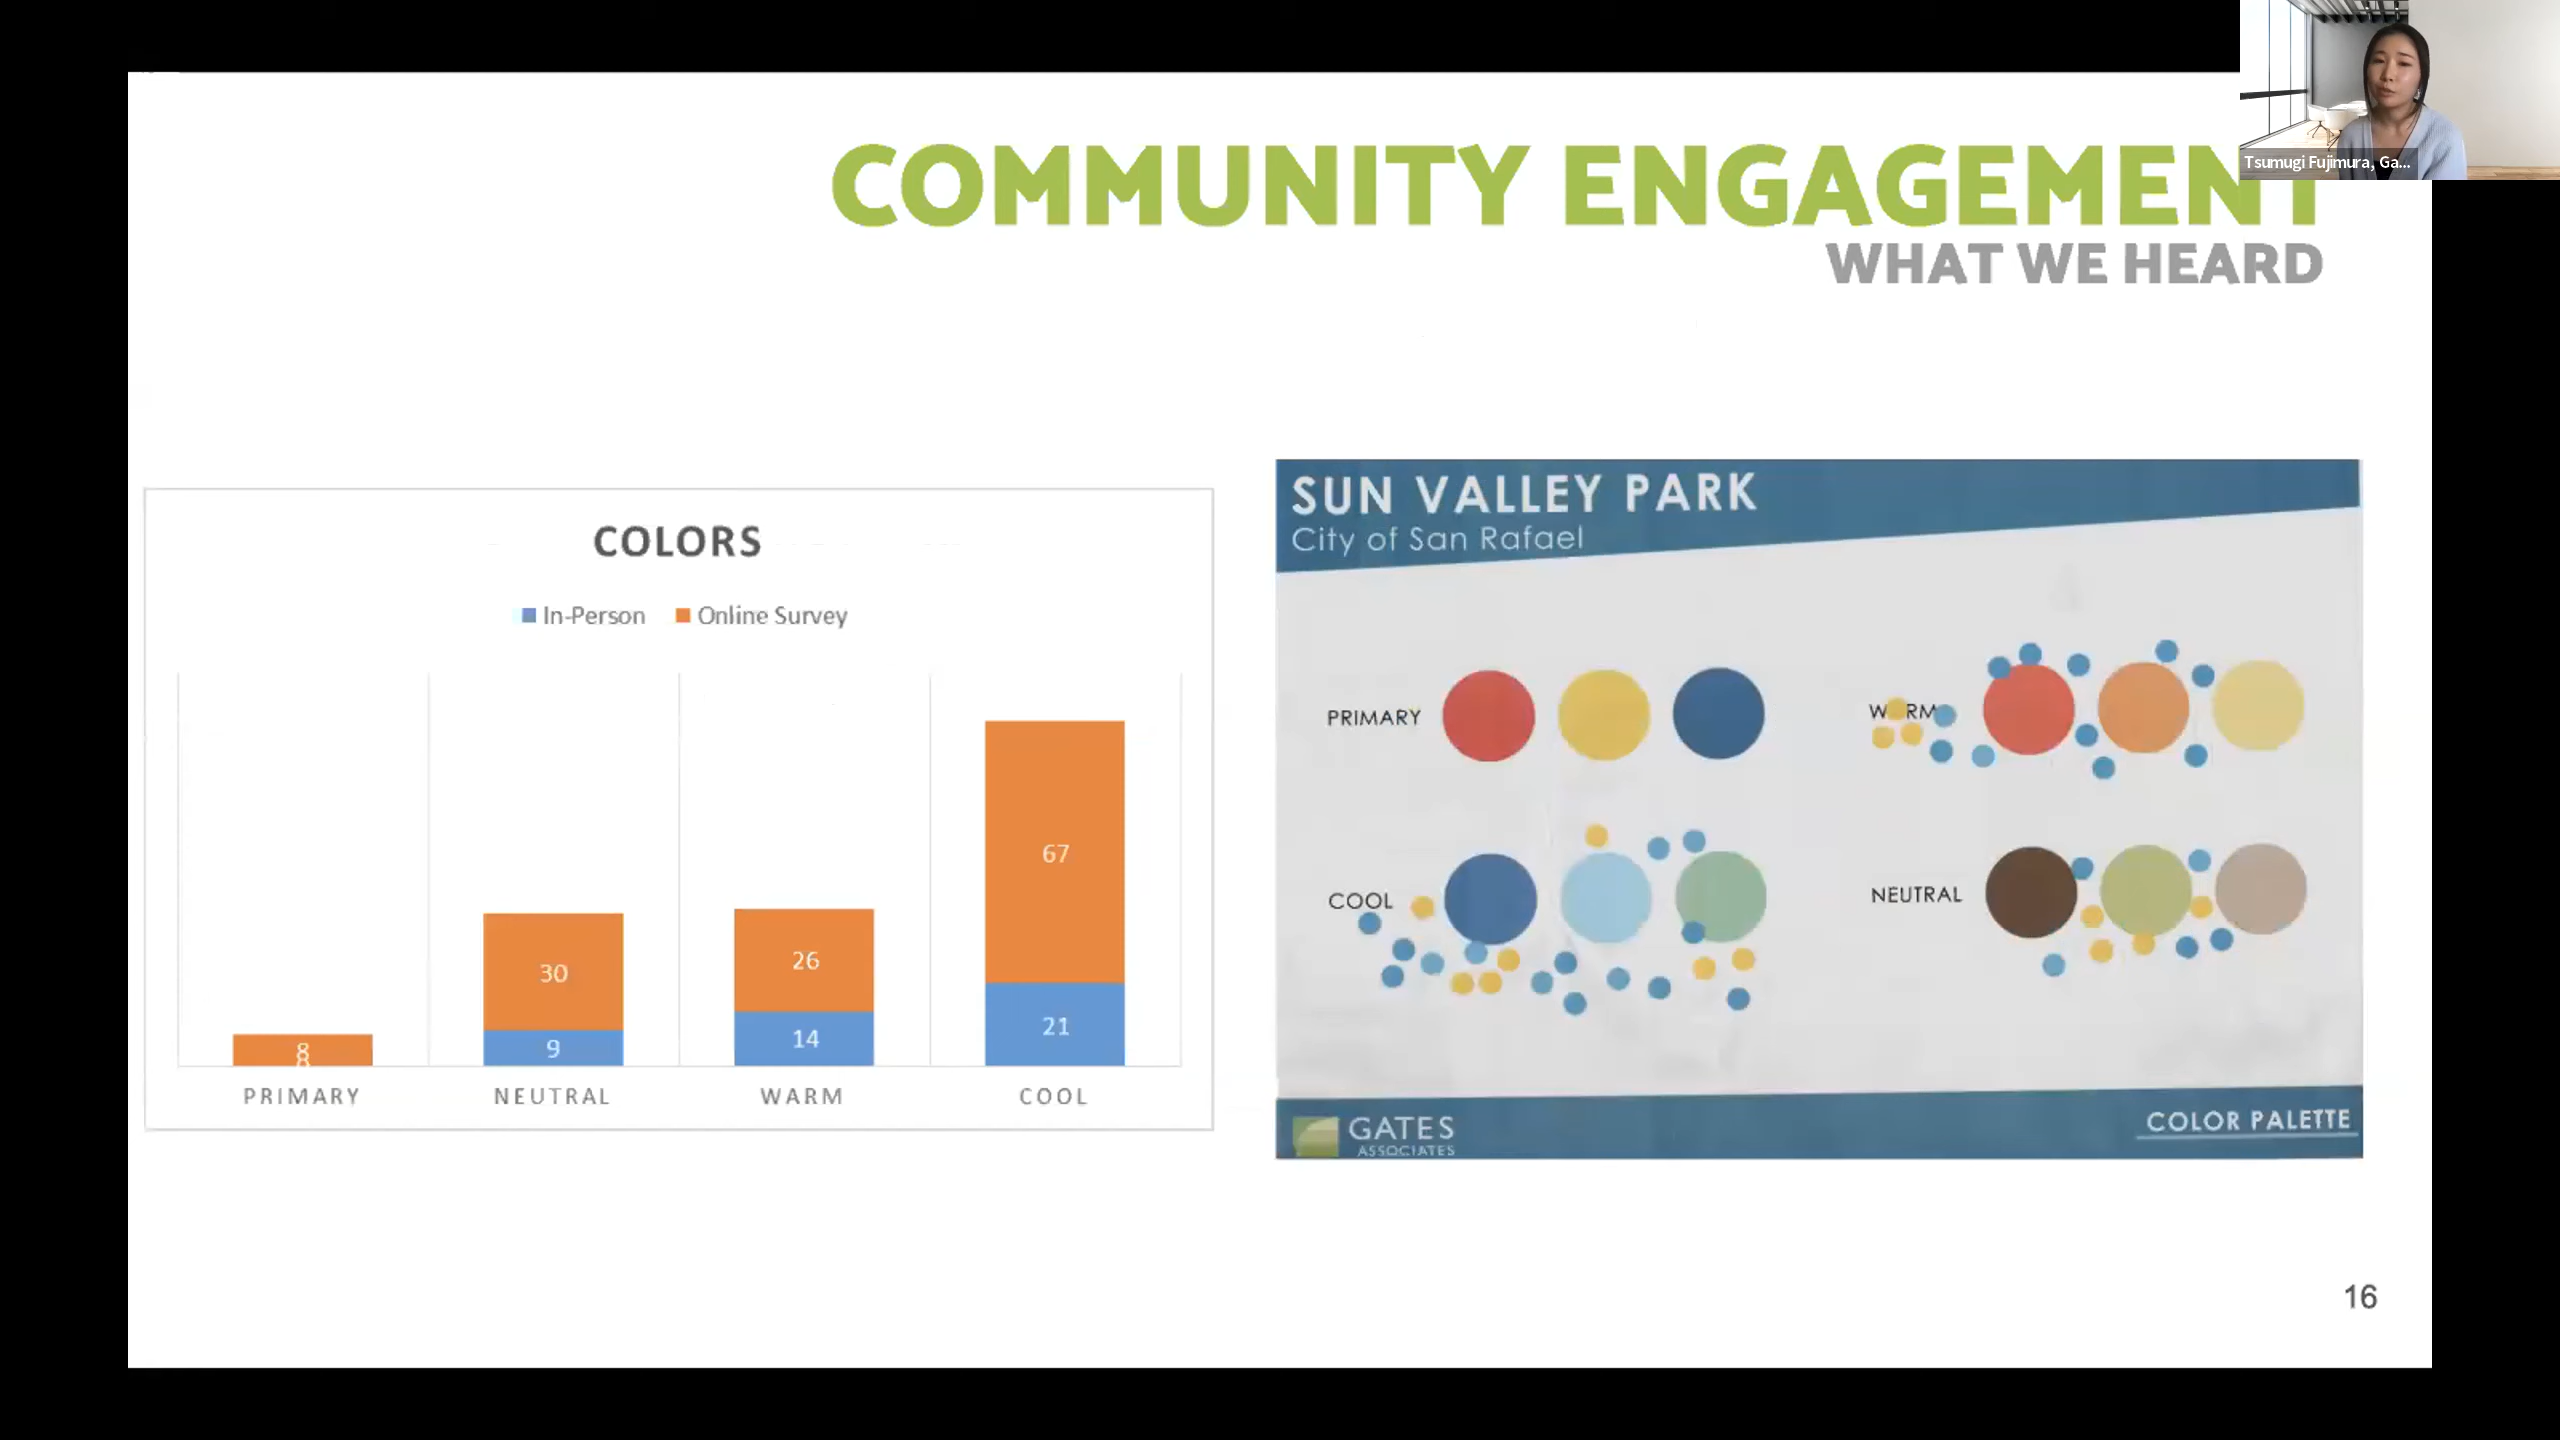 Tsumugi Fujimura, Ga...
COMMUNITY ENGAGEMENT
WHAT WE HEARD
COLORS
In-Person
Online Survey
8
30
9
26
14
67
21
PRIMARY
NEUTRAL
WARM
COOL
SUN VALLEY PARK
City of San Rafael
PRIMARY
COOL
NEUTRAL
GATES
ASSOCIATES
COLOR PALETTE
16